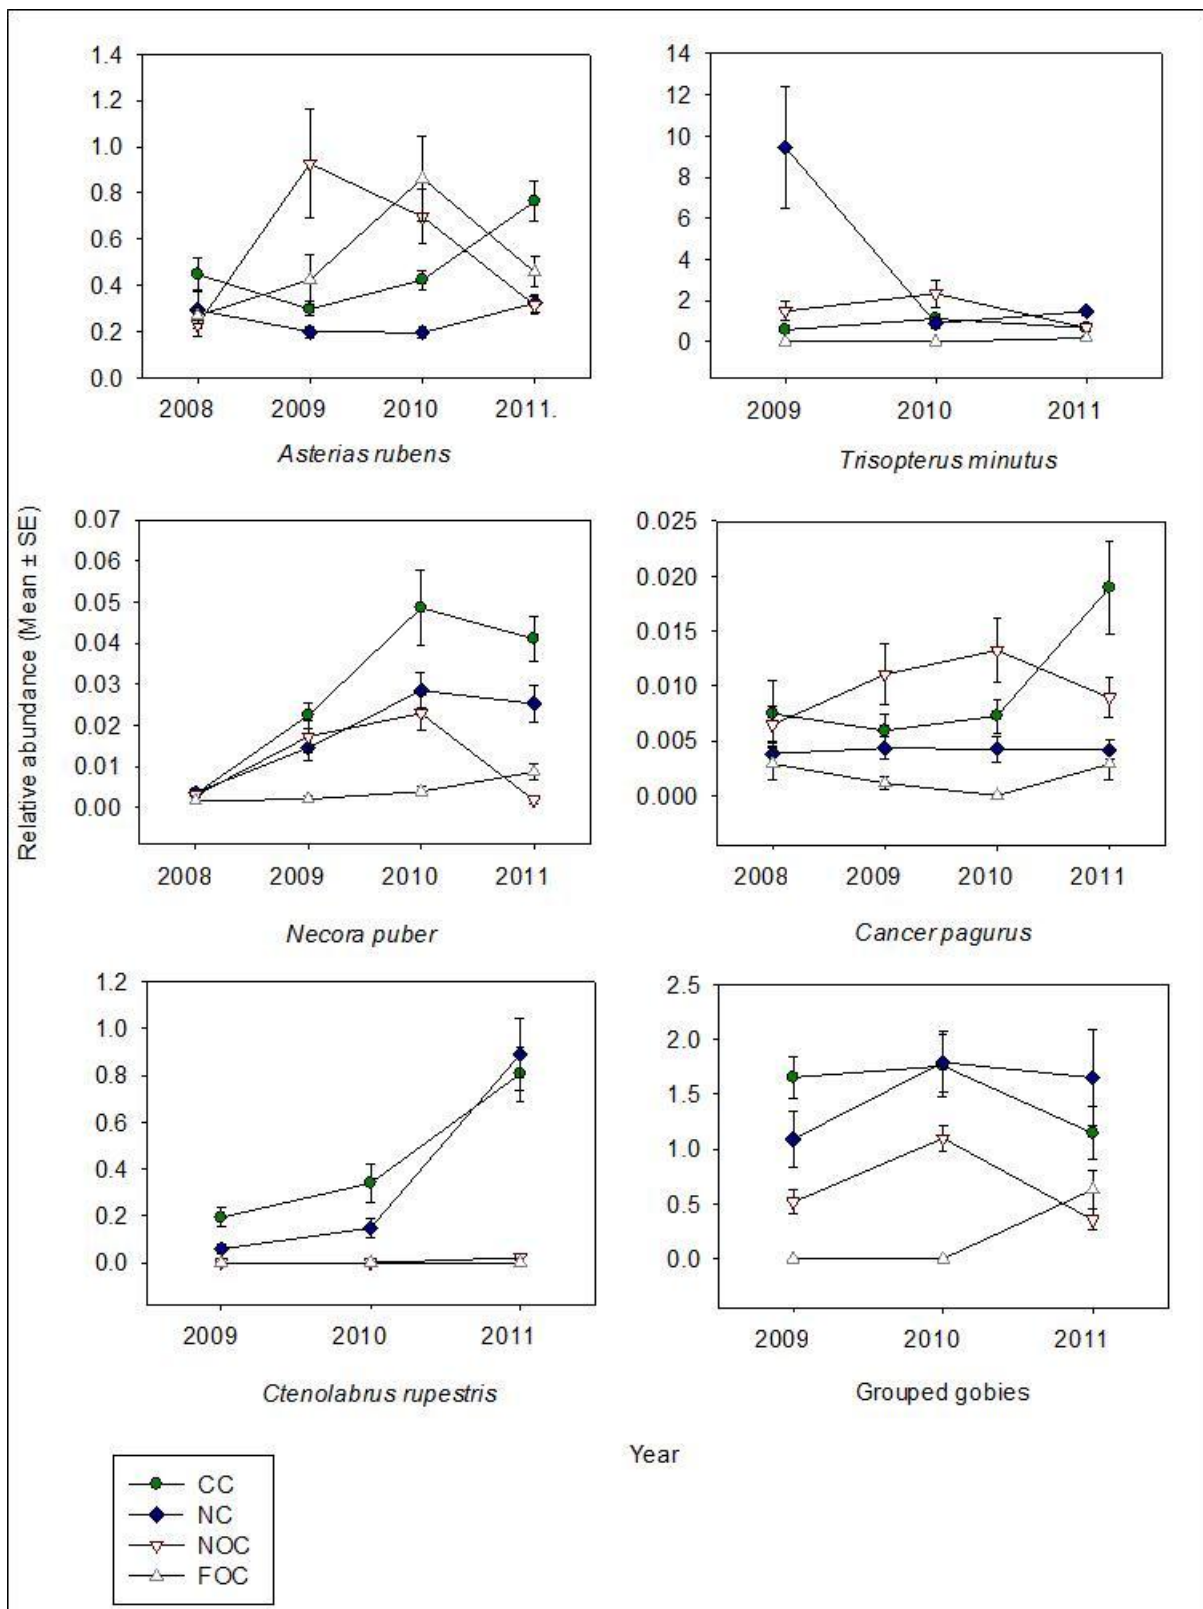 1.4
1.2
1.0
0.8
0.6
0.4
0.2
0.0
2008 2009 2010 2011.
Asterias rubens
14
12
10
8
6
4
2
0
2009 2010 2011
Trisopterus minutus
Relative abundance (Mean ± SE)
0.07
0.06
0.05
0.04
0.03
0.02
0.01
0.00
2008 2009 2010 2011
Necora puber
0.025
0.020
0.015
0.010
0.005
0.000
2008 2009 2010 2011
Cancer pagurus
1.2
1.0
0.8
0.6
0.4
0.2
0.0
2009 2010 2011
Ctenolabrus rupestris
2.5
2.0
1.5
1.0
0.5
0.0
2009 2010 2011
Grouped gobies
Year
CC
NC
NOC
FOC